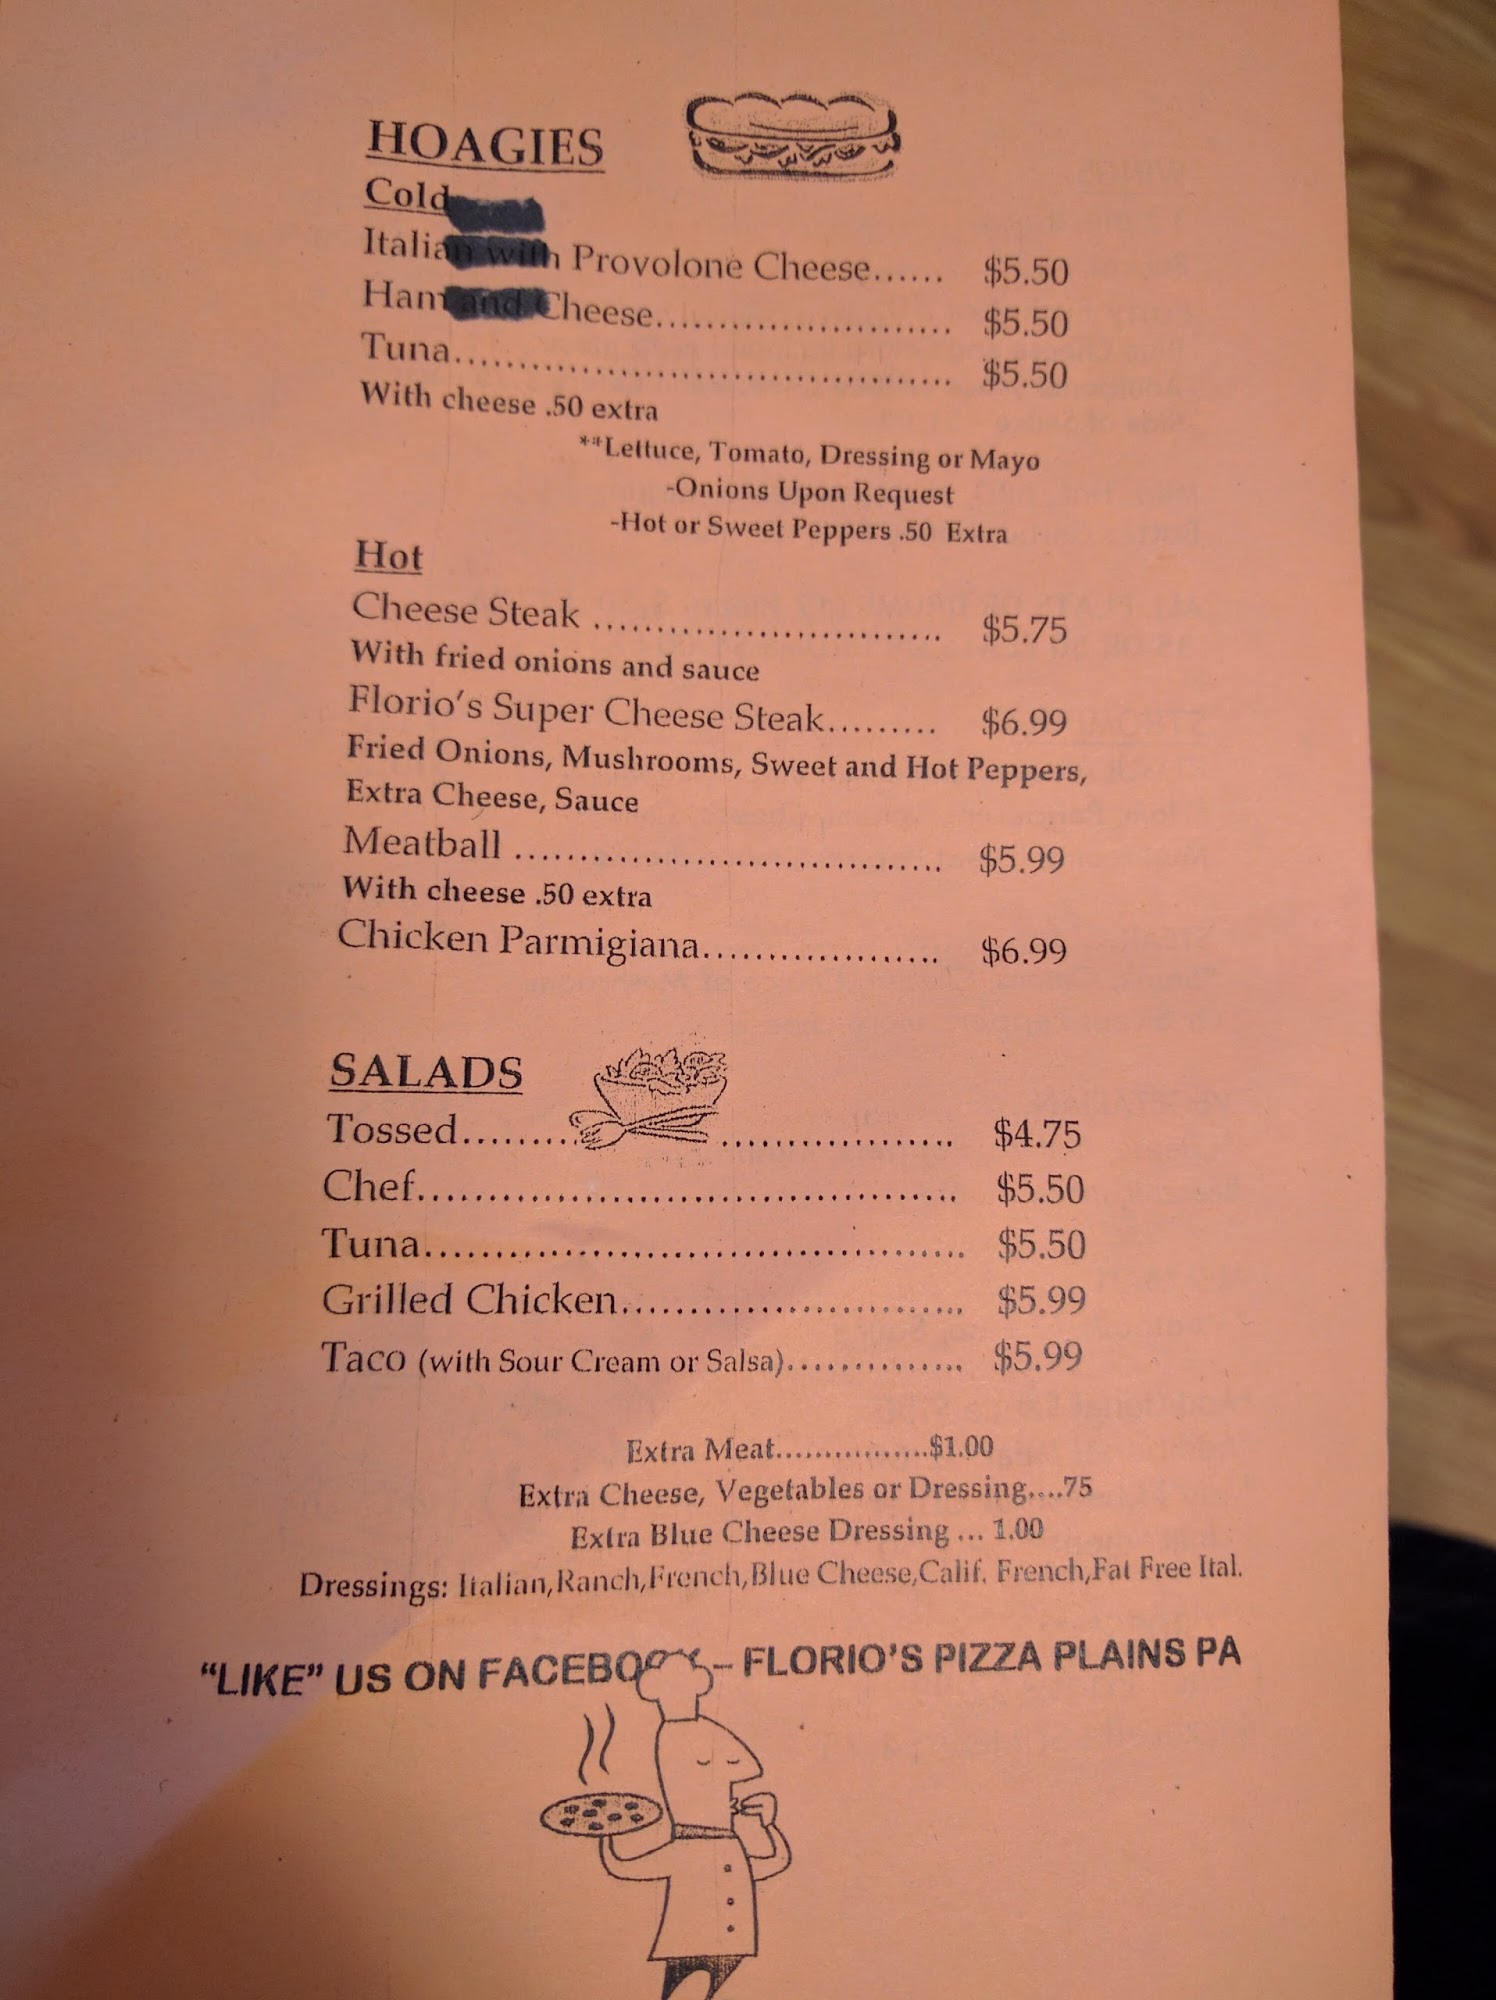 HOAGIES
Cold
Italian with Provolone Cheese...... $5.50
Ham and Cheese....................... $5.50
Tuna....................................... $5.50
With cheese .50 extra
**Lettuce, Tomato, Dressing or Mayo
-Onions Upon Request
-Hot or Sweet Peppers .50 Extra
Hot
Cheese Steak ........................... $5.75
With fried onions and sauce
Florio's Super Cheese Steak......... $6.99
Fried Onions, Mushrooms, Sweet and Hot Peppers,
Extra Cheese, Sauce
Meatball ................................. $5.99
With cheese .50 extra
Chicken Parmigiana................... $6.99
SALADS
Tossed........ .................. $4.75
Chef...................................... $5.50
Tuna...................................... $5.50
Grilled Chicken.......................... $5.99
Taco (with Sour Cream or Salsa).............. $5.99
Extra Meat................$1.00
Extra Cheese, Vegetables or Dressing....75
Extra Blue Cheese Dressing ... 1.00
Dressings: Italian,Ranch,French,Blue Cheese,Calif. French,Fat Free Ital.
"LIKE" US ON FACEBOOK – FLORIO'S PIZZA PLAINS PA